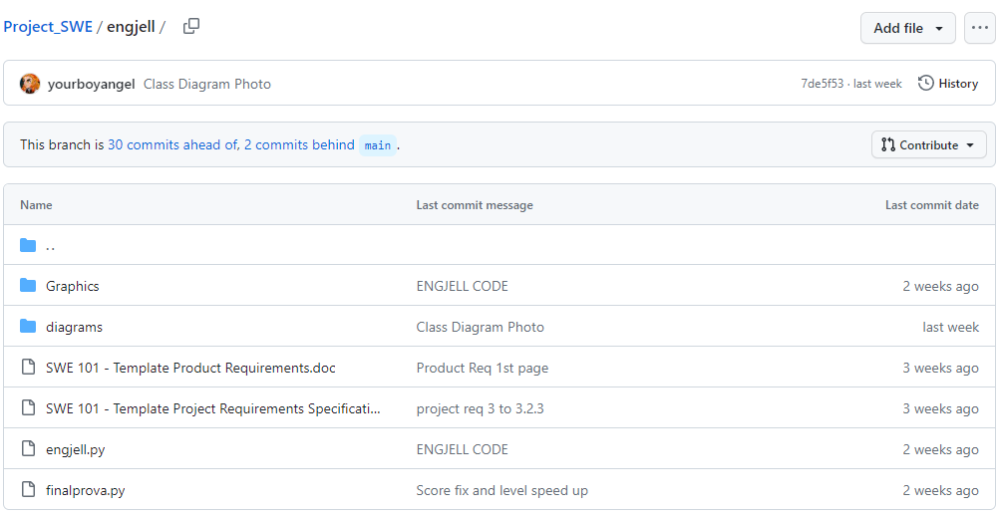 Project_SWE / engjell /
Add file
yourboyangel Class Diagram Photo
7de5f53 · last week
History
This branch is 30 commits ahead of, 2 commits behind main .
Contribute
Name Last commit message Last commit date
..
Graphics ENGJELL CODE 2 weeks ago
diagrams Class Diagram Photo last week
SWE 101 - Template Product Requirements.doc Product Req 1st page 3 weeks ago
SWE 101 - Template Project Requirements Specificati... project req 3 to 3.2.3 3 weeks ago
engjell.py ENGJELL CODE 2 weeks ago
finalprova.py Score fix and level speed up 2 weeks ago